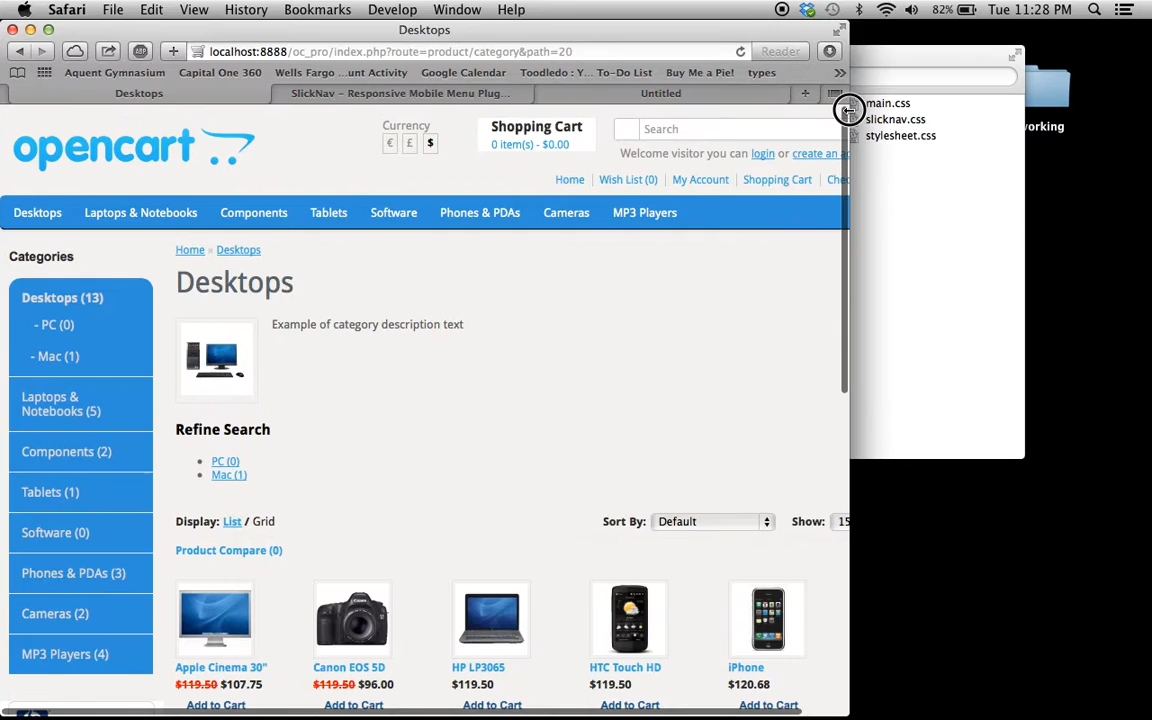 Safari File Edit View History Bookmarks Develop Window Help 82% Tue 11:28 PM
Desktops
localhost:8888/oc_pro/index.php?route=product/category&path=20 Reader
Aquent Gymnasium Capital One 360 Wells Fargo ...unt Activity Google Calendar Toodledo : Y... To-Do List Buy Me a Pie! types
Desktops SlickNav – Responsive Mobile Menu Plug... Untitled
main.css
slicknav.css
stylesheet.css
working
opencart
Currency
€ £ $
Shopping Cart
0 item(s) - $0.00
Search
Welcome visitor you can login or create an
Home Wish List (0) My Account Shopping Cart
Desktops Laptops & Notebooks Components Tablets Software Phones & PDAs Cameras MP3 Players
Categories
Desktops (13)
- PC (0)
- Mac (1)
Laptops &
Notebooks (5)
Components (2)
Tablets (1)
Software (0)
Phones & PDAs (3)
Cameras (2)
MP3 Players (4)
Home » Desktops
Desktops
Example of category description text
Refine Search
PC (0)
Mac (1)
Display: List / Grid Sort By: Default Show: 15
Product Compare (0)
Apple Cinema 30" Canon EOS 5D HP LP3065 HTC Touch HD iPhone
$119.50 $107.75 $119.50 $96.00 $119.50 $119.50 $120.68
Add to Cart Add to Cart Add to Cart Add to Cart Add to Cart